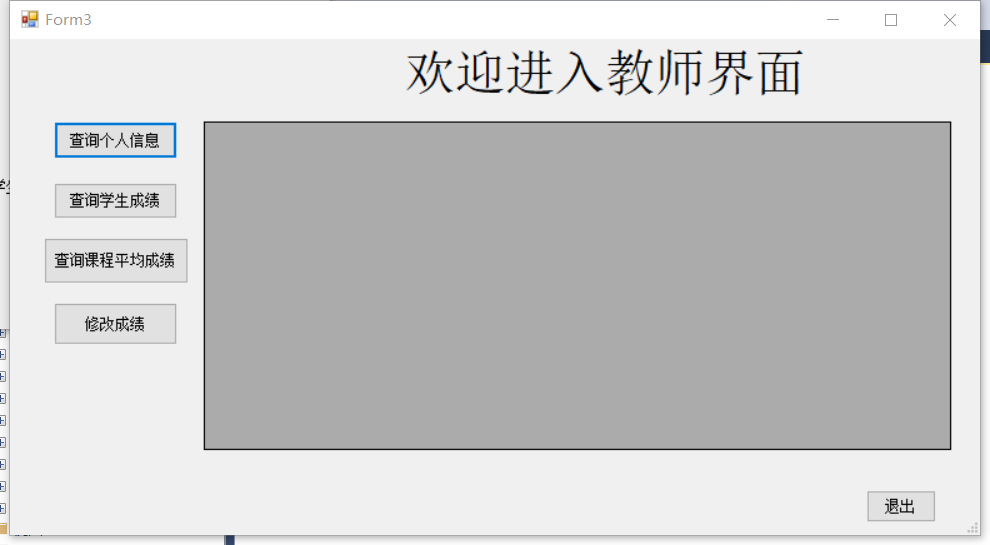 Form3
欢迎进入教师界面
查询个人信息
查询学生成绩
查询课程平均成绩
修改成绩
退出